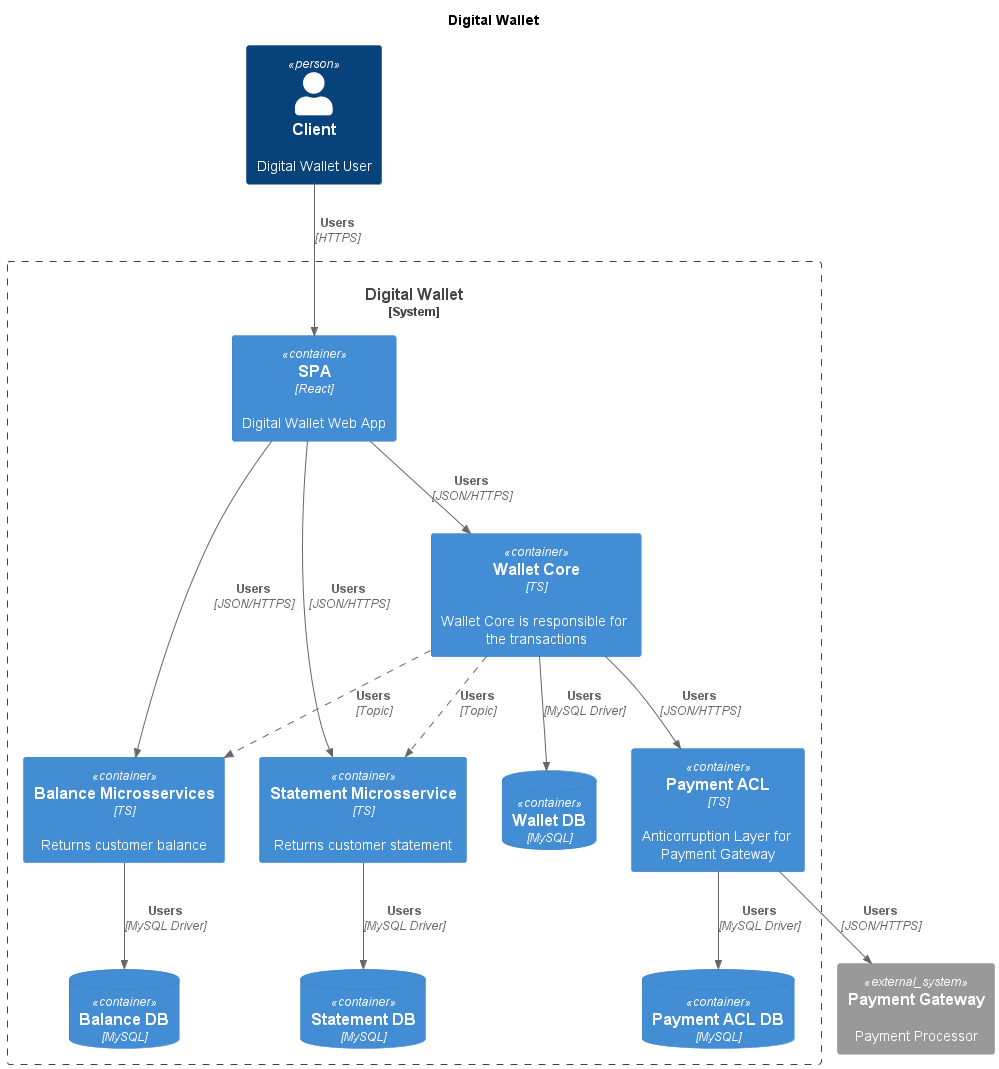 Digital Wallet
«person»
Client
Digital Wallet User
Users
[HTTPS]
Digital Wallet
[System]
«container»
SPA
[React]
Digital Wallet Web App
Users
[JSON/HTTPS]
«container»
Wallet Core
[TS]
Wallet Core is responsible for
the transactions
Users
[JSON/HTTPS]
Users
[JSON/HTTPS]
Users
[Topic]
Users
[Topic]
Users
[MySQL Driver]
Users
[JSON/HTTPS]
«container»
Balance Microsservices
[TS]
Returns customer balance
«container»
Statement Microsservice
[TS]
Returns customer statement
«container»
Wallet DB
[MySQL]
«container»
Payment ACL
[TS]
Anticorruption Layer for
Payment Gateway
Users
[MySQL Driver]
Users
[MySQL Driver]
Users
[MySQL Driver]
Users
[JSON/HTTPS]
«container»
Balance DB
[MySQL]
«container»
Statement DB
[MySQL]
«container»
Payment ACL DB
[MySQL]
«external_system»
Payment Gateway
Payment Processor